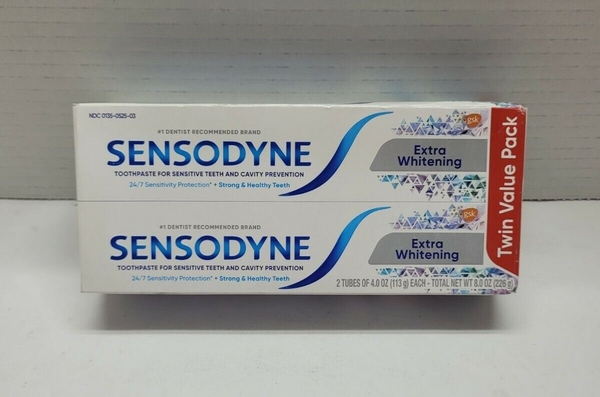 NDC 0135-0525-03
#1 DENTIST RECOMMENDED BRAND
SENSODYNE
TOOTHPASTE FOR SENSITIVE TEETH AND CAVITY PREVENTION
24/7 Sensitivity Protection* + Strong & Healthy Teeth
gsk
Extra
Whitening
#1 DENTIST RECOMMENDED BRAND
SENSODYNE
TOOTHPASTE FOR SENSITIVE TEETH AND CAVITY PREVENTION
24/7 Sensitivity Protection* + Strong & Healthy Teeth
gsk
Extra
Whitening
2 TUBES OF 4.0 OZ (113 g) EACH - TOTAL NET WT 8.0 OZ (226 g)
Twin Value Pack